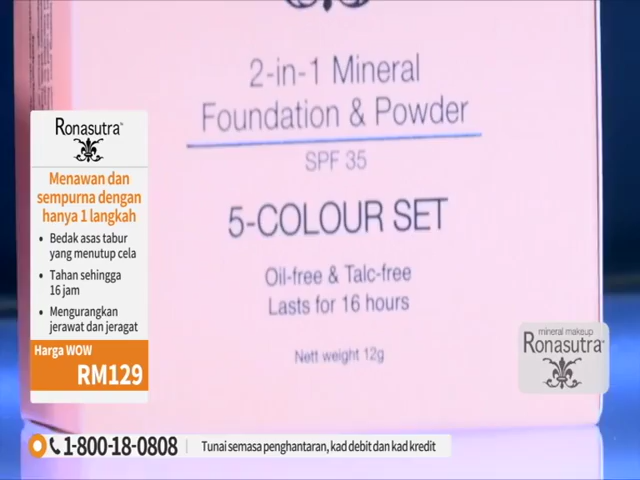 2-in-1 Mineral
Foundation & Powder
SPF 35
5-COLOUR SET
Oil-free & Talc-free
Lasts for 16 hours
Nett weight 12g
Ronasutra™
Menawan dan
sempurna dengan
hanya 1 langkah
• Bedak asas tabur
yang menutup cela
• Tahan sehingga
16 jam
• Mengurangkan
jerawat dan jeragat
Harga WOW
RM129
mineral makeup
Ronasutra™
1-800-18-0808
Tunai semasa penghantaran, kad debit dan kad kredit